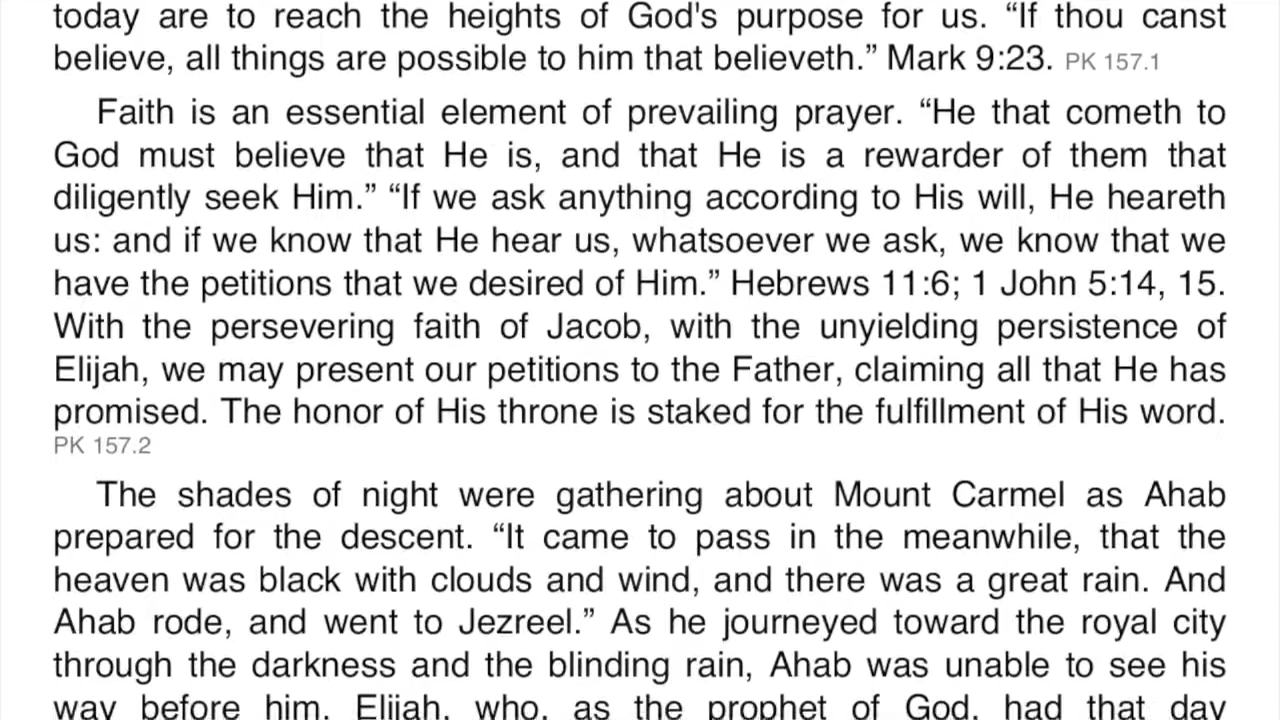 today are to reach the heights of God's purpose for us. “If thou canst
believe, all things are possible to him that believeth.” Mark 9:23. PK 157.1
Faith is an essential element of prevailing prayer. “He that cometh to
God must believe that He is, and that He is a rewarder of them that
diligently seek Him.” “If we ask anything according to His will, He heareth
us: and if we know that He hear us, whatsoever we ask, we know that we
have the petitions that we desired of Him.” Hebrews 11:6; 1 John 5:14, 15.
With the persevering faith of Jacob, with the unyielding persistence of
Elijah, we may present our petitions to the Father, claiming all that He has
promised. The honor of His throne is staked for the fulfillment of His word.
PK 157.2
The shades of night were gathering about Mount Carmel as Ahab
prepared for the descent. “It came to pass in the meanwhile, that the
heaven was black with clouds and wind, and there was a great rain. And
Ahab rode, and went to Jezreel.” As he journeyed toward the royal city
through the darkness and the blinding rain, Ahab was unable to see his
way before him. Elijah, who, as the prophet of God, had that day